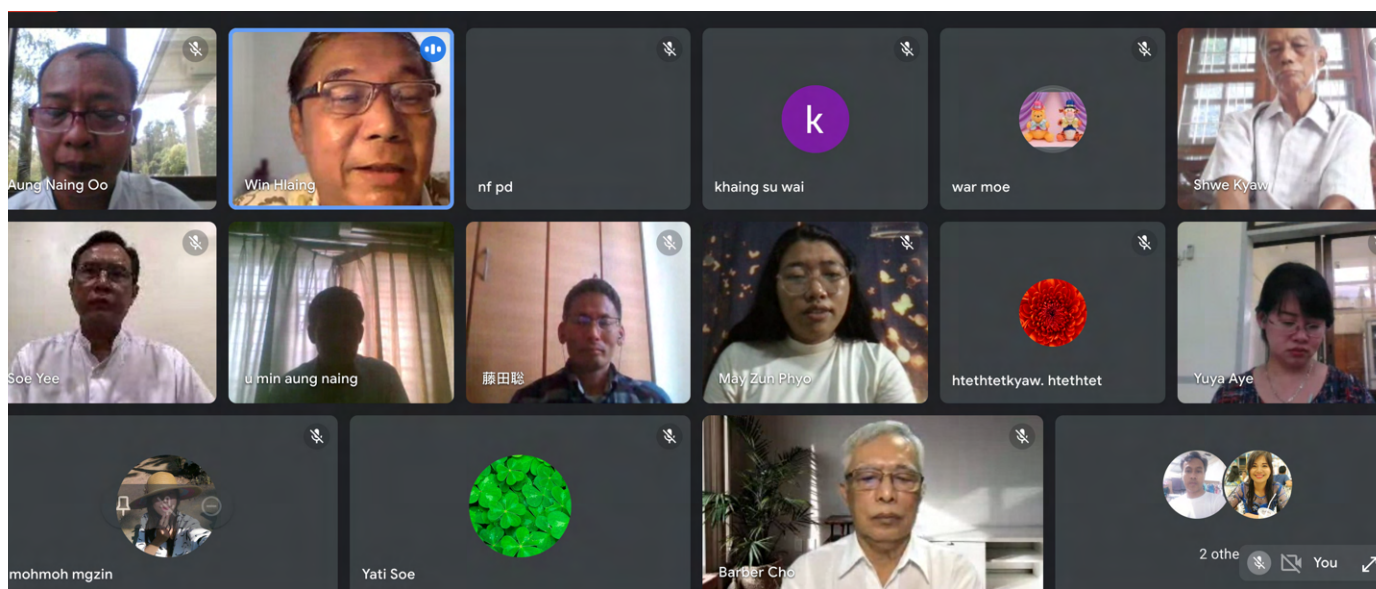 Aung Naing Oo
Win Hlaing
nf pd
k
khaing su wai
war moe
Shwe Kyaw
Soe Yee
u min aung naing
藤田聡
May Zun Phyo
htethtetkyaw. htethtet
Yuya Aye
mohmoh mgzin
Yati Soe
Barber Cho
2 othe
You